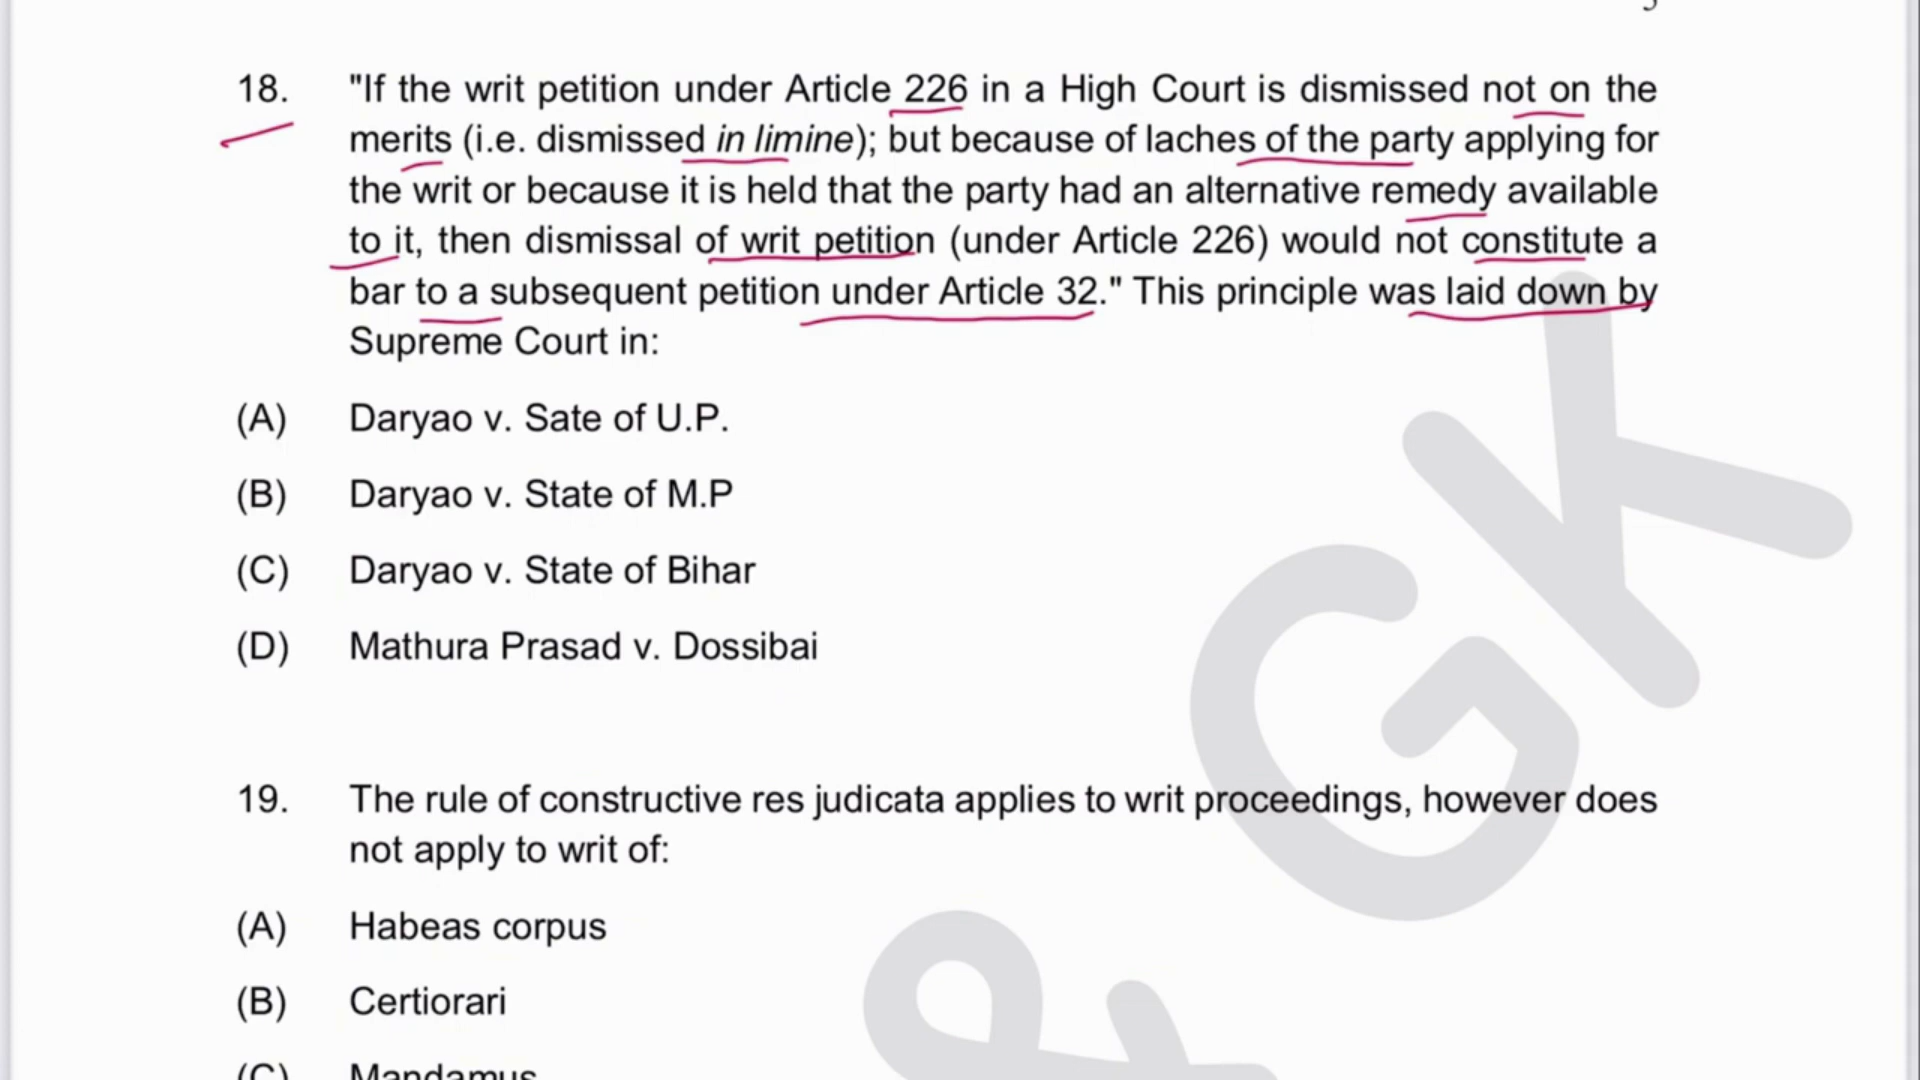 18. "If the writ petition under Article 226 in a High Court is dismissed not on the
merits (i.e. dismissed in limine); but because of laches of the party applying for
the writ or because it is held that the party had an alternative remedy available
to it, then dismissal of writ petition (under Article 226) would not constitute a
bar to a subsequent petition under Article 32." This principle was laid down by
Supreme Court in:
(A) Daryao v. Sate of U.P.
(B) Daryao v. State of M.P
(C) Daryao v. State of Bihar
(D) Mathura Prasad v. Dossibai
19. The rule of constructive res judicata applies to writ proceedings, however does
not apply to writ of:
(A) Habeas corpus
(B) Certiorari
(C) Mandamus
& GK